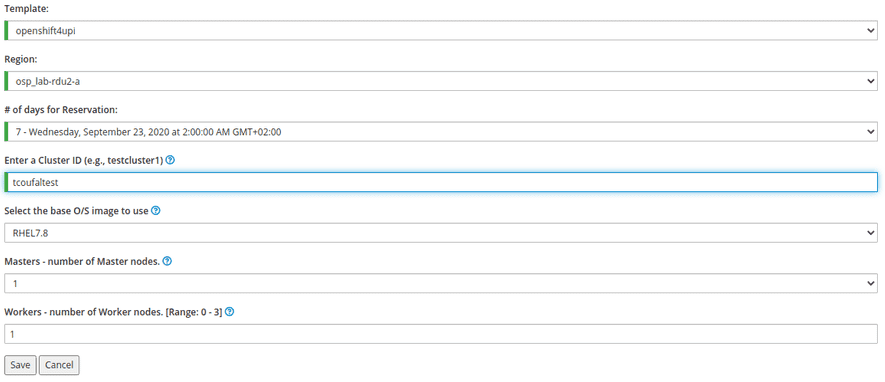 Template:
openshift4upi
Region:
osp_lab-rdu2-a
# of days for Reservation:
7 - Wednesday, September 23, 2020 at 2:00:00 AM GMT+02:00
Enter a Cluster ID (e.g., testcluster1) ?
tcoufaltest
Select the base O/S image to use ?
RHEL7.8
Masters - number of Master nodes. ?
1
Workers - number of Worker nodes. [Range: 0 - 3] ?
1
Save Cancel